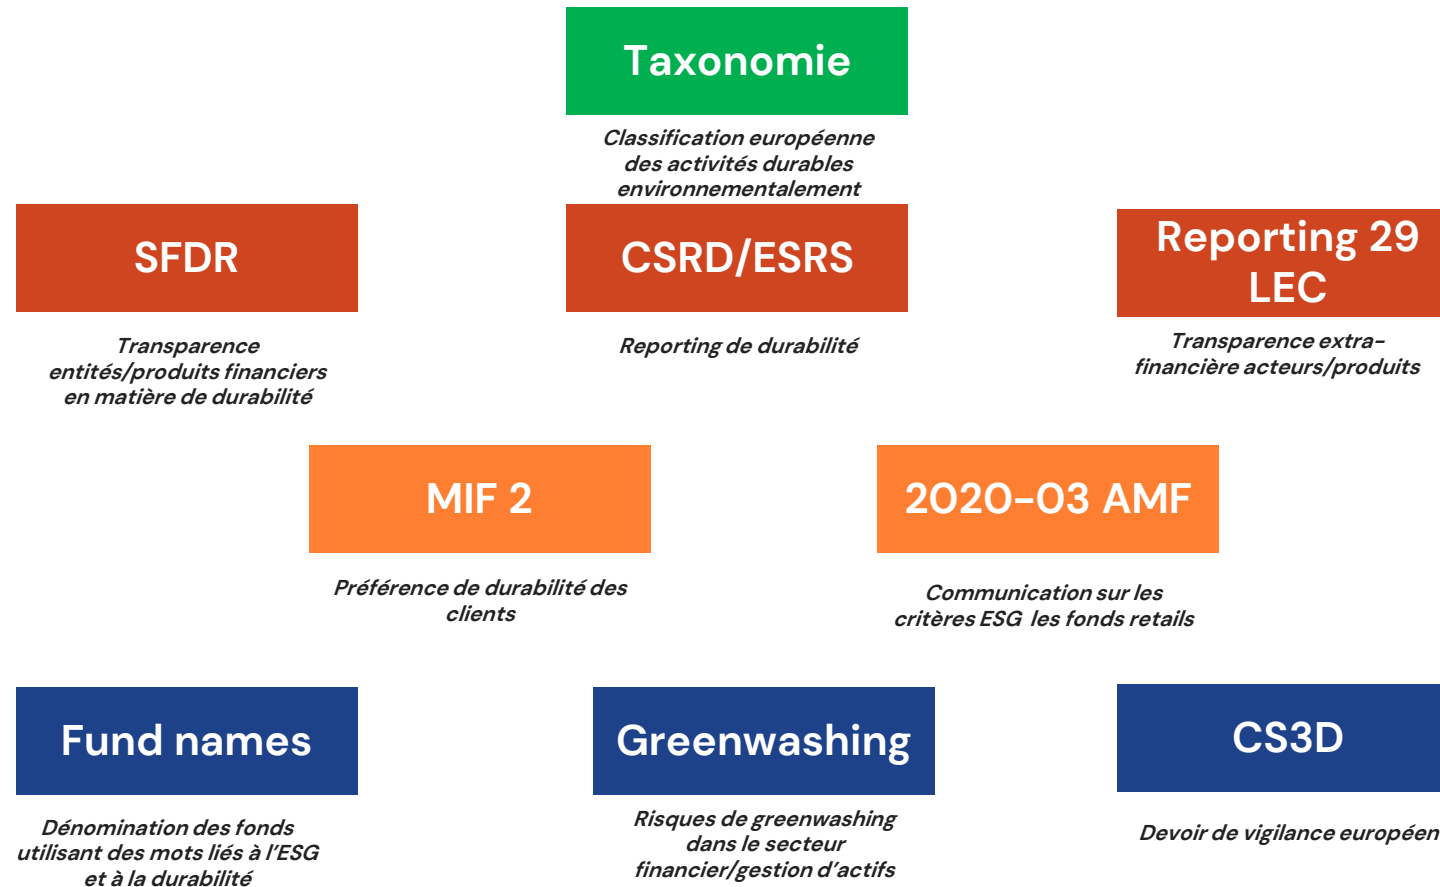 Taxonomie
Classification européenne
des activités durables
environnementalement
SFDR
Transparence
entités/produits financiers
en matière de durabilité
CSRD/ESRS
Reporting de durabilité
Reporting 29
LEC
Transparence extra-
financière acteurs/produits
MIF 2
Préférence de durabilité des
clients
2020-03 AMF
Communication sur les
critères ESG les fonds retails
Fund names
Dénomination des fonds
utilisant des mots liés à l'ESG
et à la durabilité
Greenwashing
Risques de greenwashing
dans le secteur
financier/gestion d'actifs
CS3D
Devoir de vigilance européen